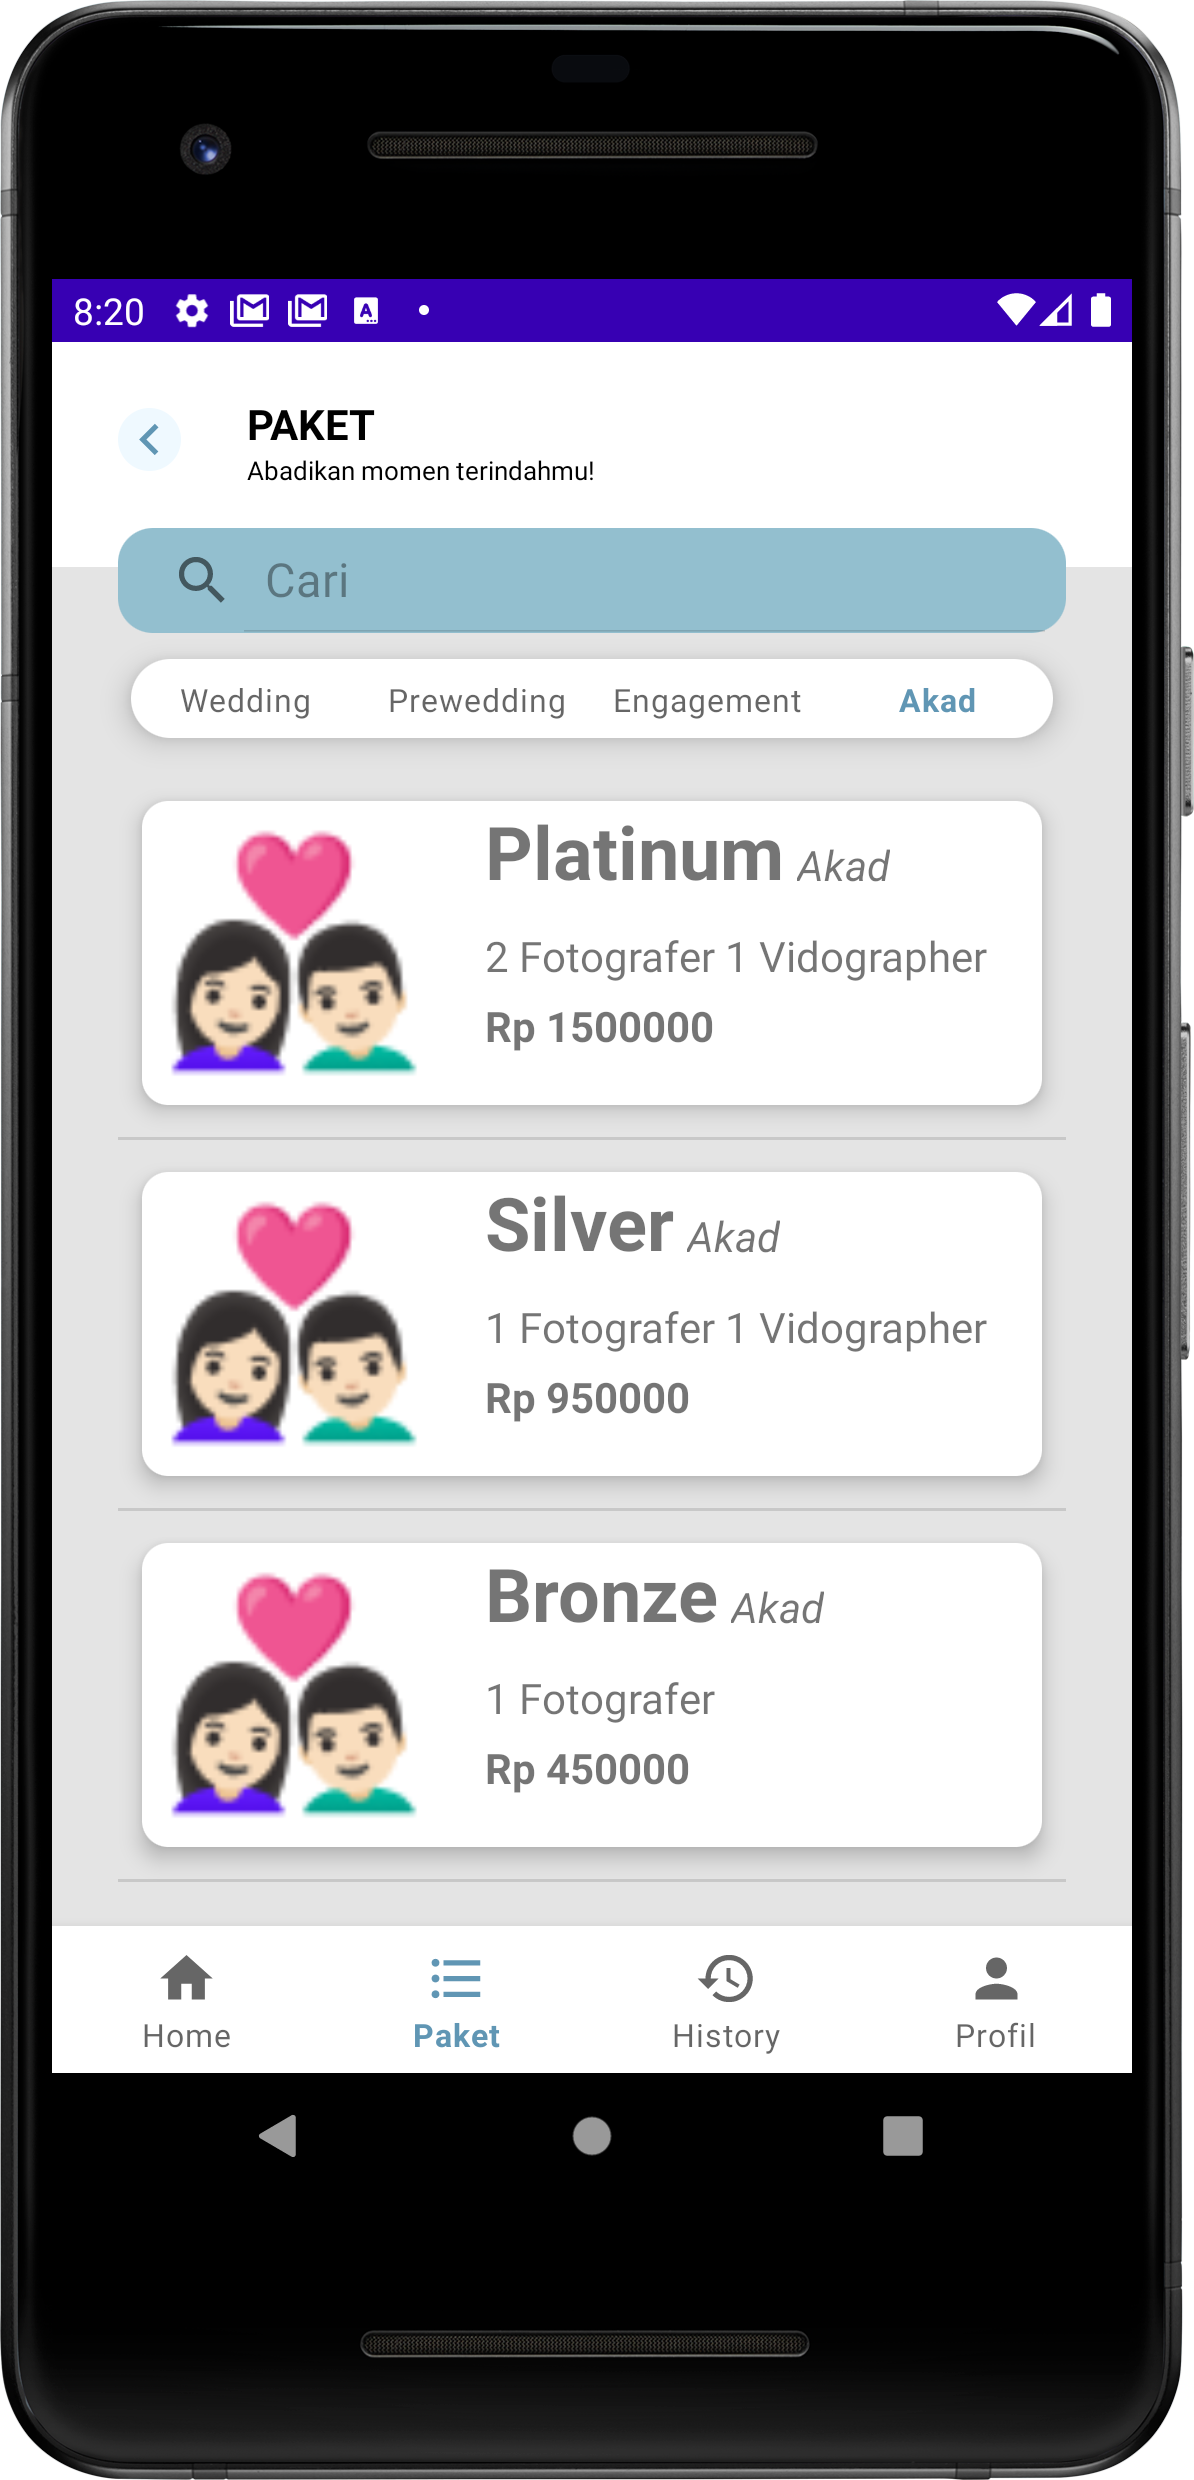 8:20
PAKET
Abadikan momen terindahmu!
Cari
Wedding Prewedding Engagement Akad
Platinum Akad
2 Fotografer 1 Vidographer
Rp 1500000
Silver Akad
1 Fotografer 1 Vidographer
Rp 950000
Bronze Akad
1 Fotografer
Rp 450000
Home Paket History Profil